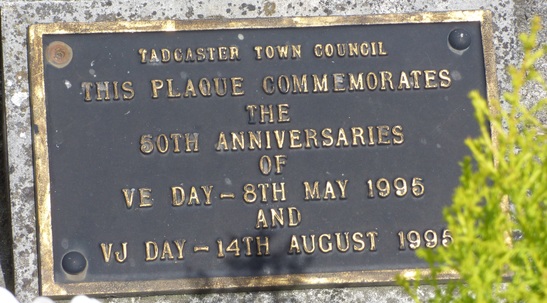 TADCASTER TOWN COUNCIL
THIS PLAQUE COMMEMORATES
THE
50TH ANNIVERSARIES
OF
VE DAY - 8TH MAY 1995
AND
VJ DAY - 14TH AUGUST 1995